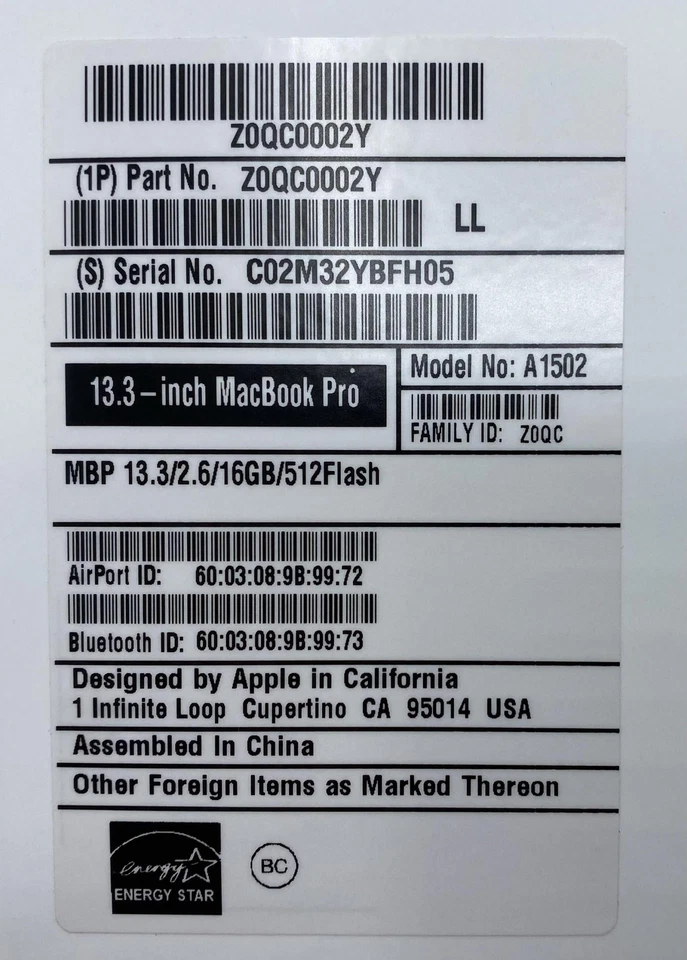 Z0QC0002Y
(1P) Part No. Z0QC0002Y
LL
(S) Serial No. C02M32YBFH05
13.3-inch MacBook Pro
Model No: A1502
FAMILY ID: Z0QC
MBP 13.3/2.6/16GB/512Flash
AirPort ID: 60:03:08:9B:99:72
Bluetooth ID: 60:03:08:9B:99:73
Designed by Apple in California
1 Infinite Loop Cupertino CA 95014 USA
Assembled In China
Other Foreign Items as Marked Thereon
energy
ENERGY STAR
BC